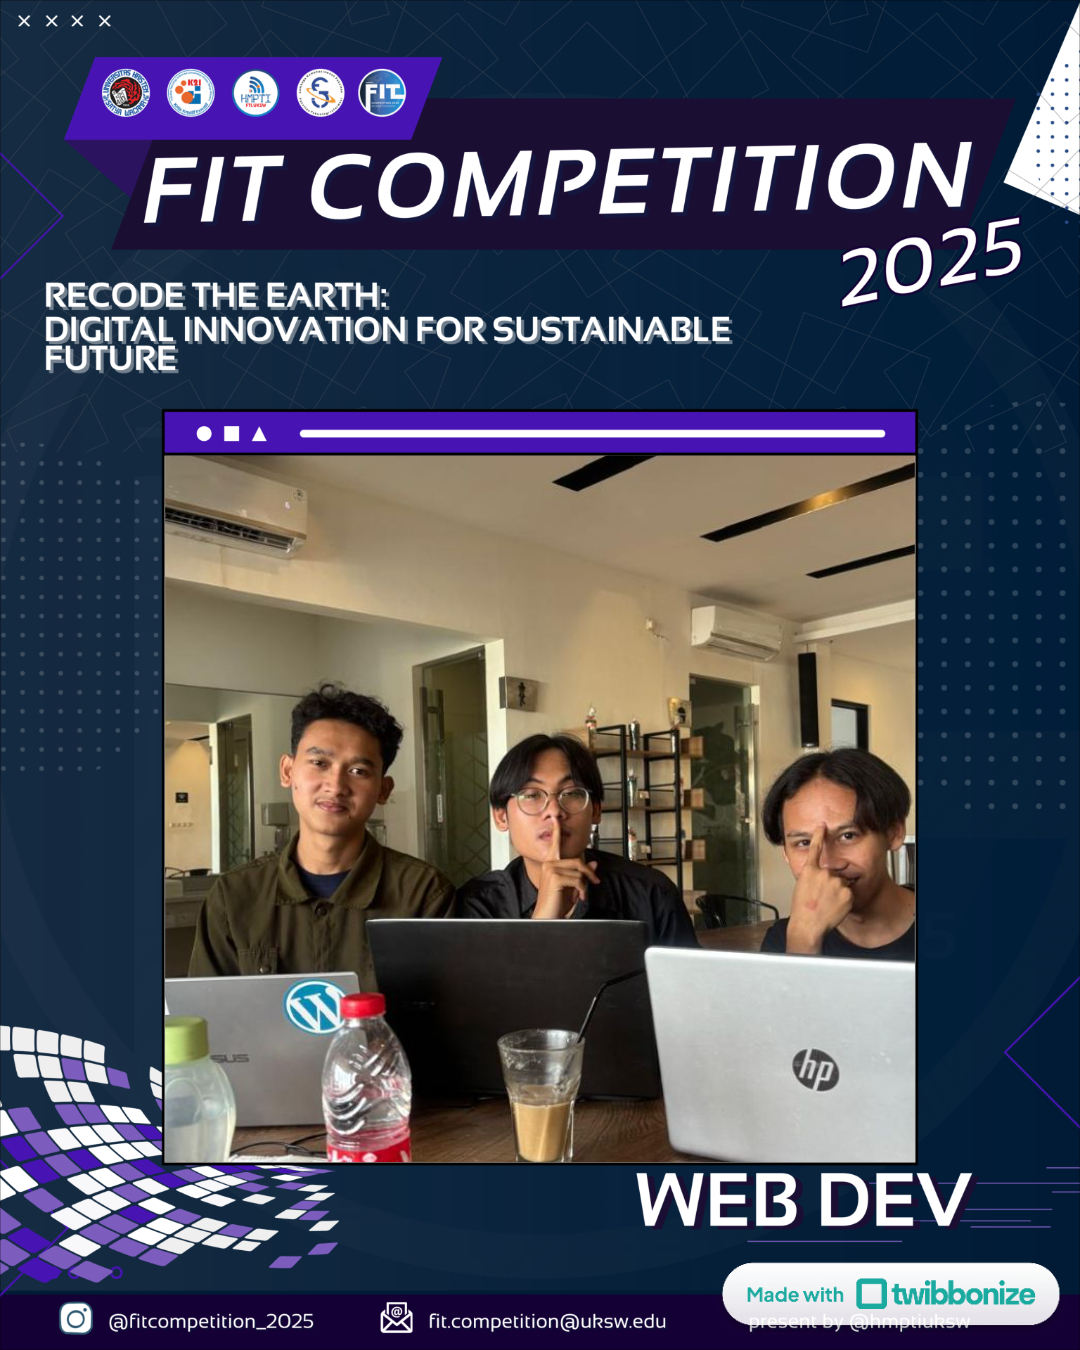 FIT
FIT COMPETITION
2025
RECODE THE EARTH:
DIGITAL INNOVATION FOR SUSTAINABLE
FUTURE
hp
WEB DEV
Made with twibbonize
@fitcompetition_2025
fit.competition@uksw.edu
present by @hmptiuksw